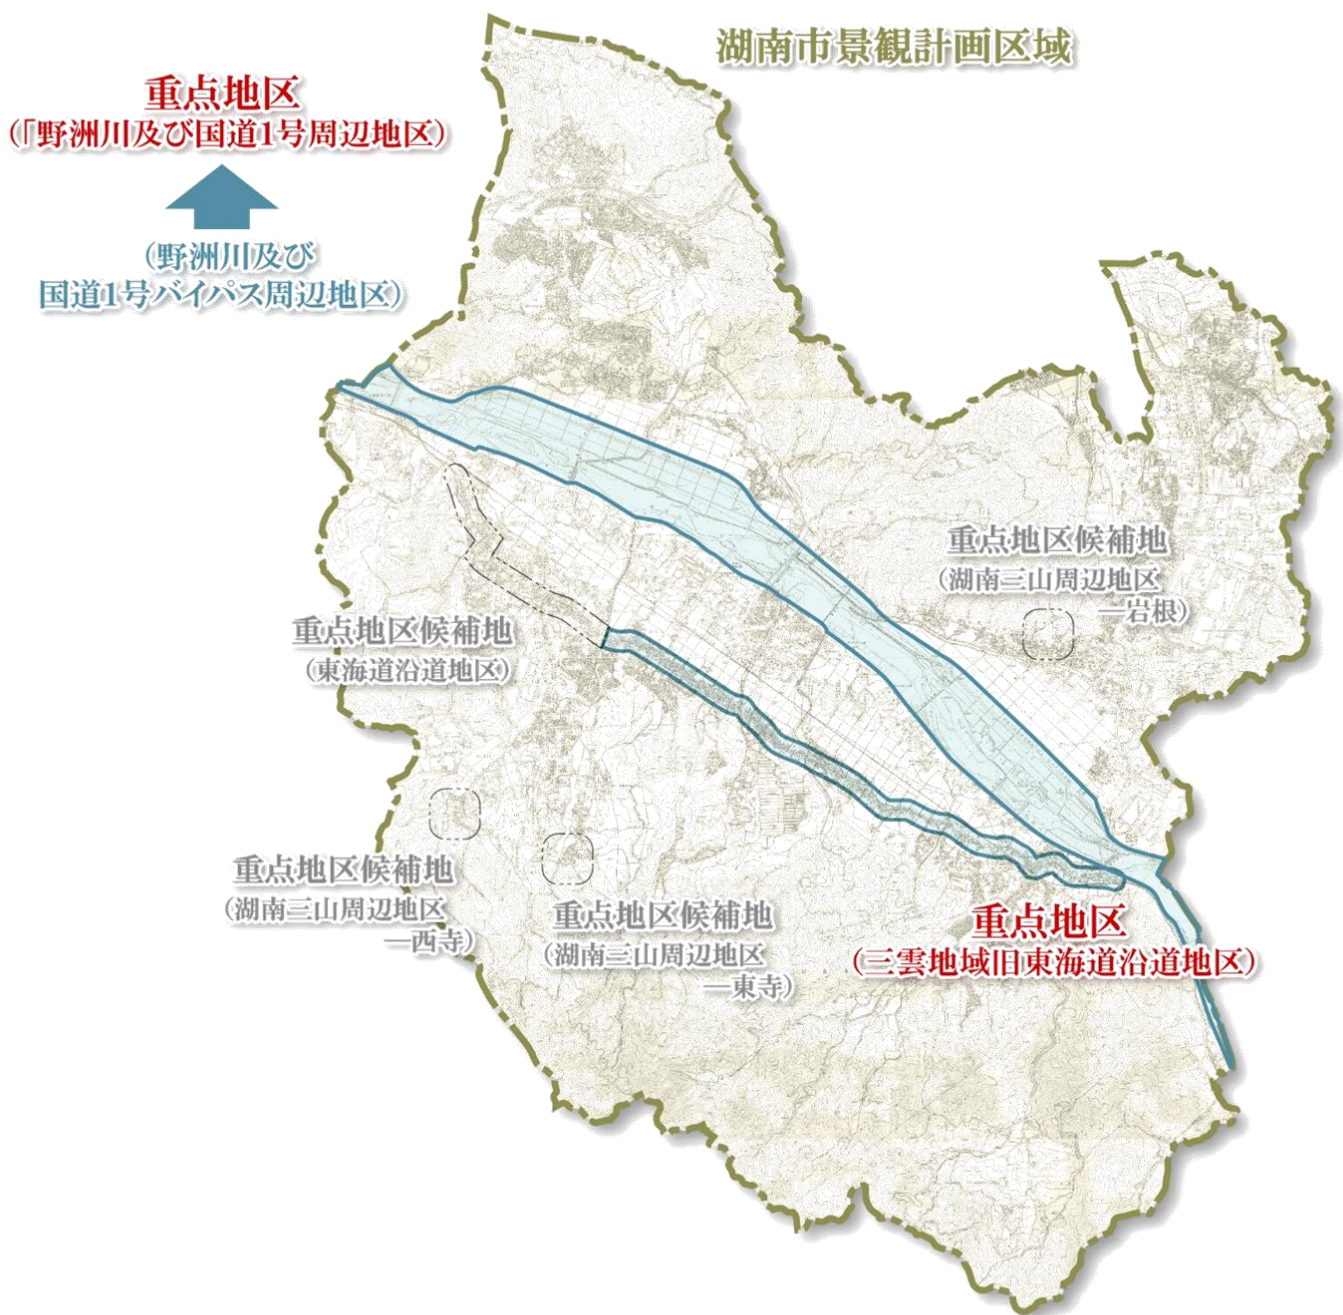 湖南市景観計画区域
重点地区
(「野洲川及び国道1号周辺地区)
(野洲川及び
国道1号バイパス周辺地区)
重点地区候補地
(湖南三山周辺地区
―岩根)
重点地区候補地
(東海道沿道地区)
重点地区候補地
(湖南三山周辺地区
―西寺)
重点地区候補地
(湖南三山周辺地区
―東寺)
重点地区
(三雲地域旧東海道沿道地区)